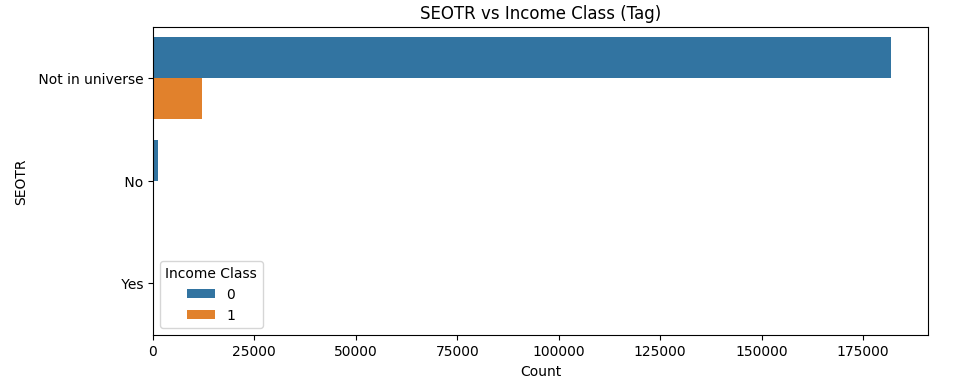 SEOTR vs Income Class (Tag)
SEOTR
Not in universe
No
Yes
Income Class
0
1
0 25000 50000 75000 100000 125000 150000 175000
Count